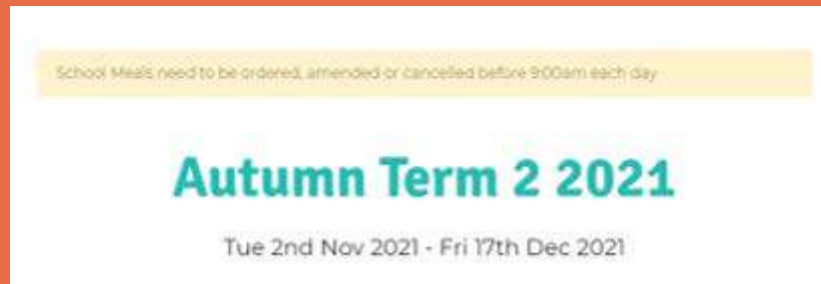 School Meals need to be ordered, amended or cancelled before 9:00am each day
Autumn Term 2 2021
Tue 2nd Nov 2021 - Fri 17th Dec 2021